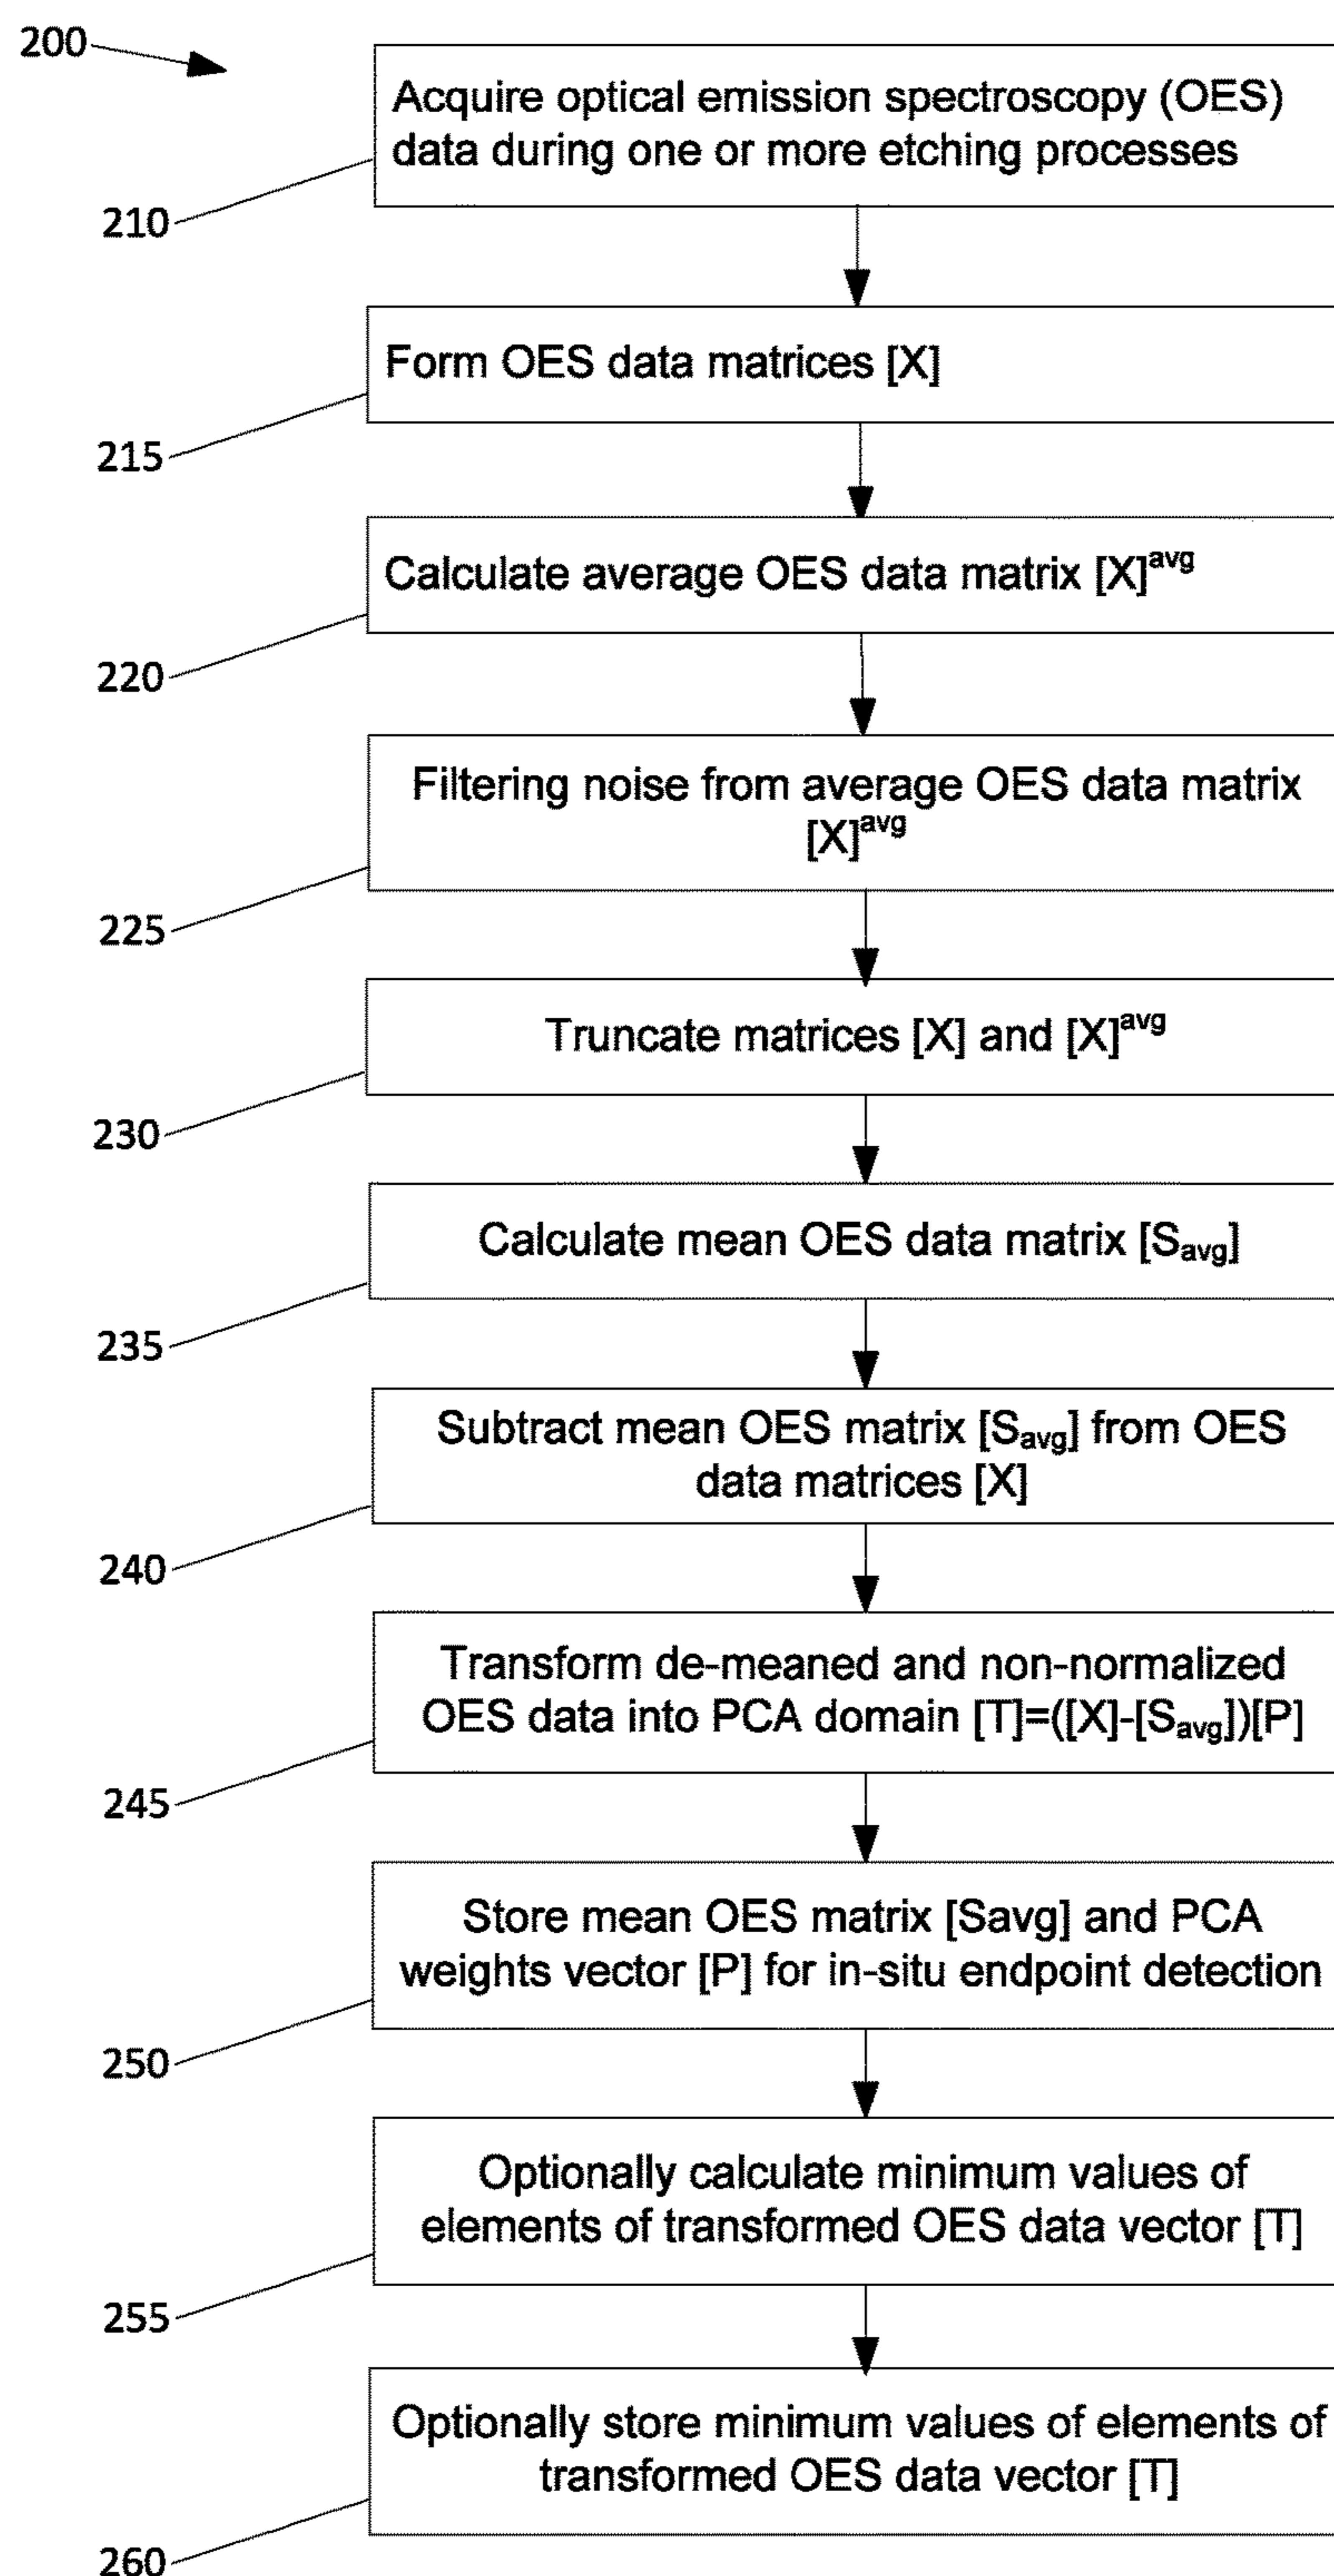 200
Acquire optical emission spectroscopy (OES)
data during one or more etching processes
210
Form OES data matrices [X]
215
Calculate average OES data matrix [X]^avg
220
Filtering noise from average OES data matrix
[X]^avg
225
Truncate matrices [X] and [X]^avg
230
Calculate mean OES data matrix [S_avg]
235
Subtract mean OES matrix [S_avg] from OES
data matrices [X]
240
Transform de-meaned and non-normalized
OES data into PCA domain [T]=([X]-[S_avg])[P]
245
Store mean OES matrix [Savg] and PCA
weights vector [P] for in-situ endpoint detection
250
Optionally calculate minimum values of
elements of transformed OES data vector [T]
255
Optionally store minimum values of elements of
transformed OES data vector [T]
260